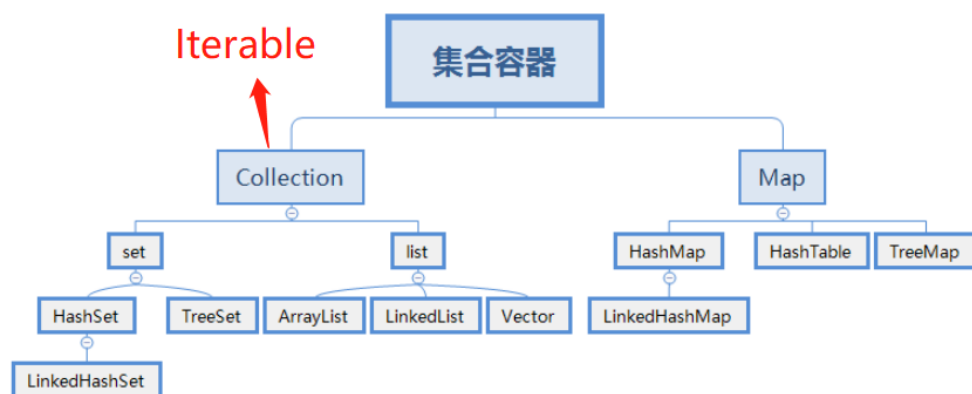 Iterable
集合容器
Collection
Map
set
list
HashMap
HashTable
TreeMap
HashSet
TreeSet
ArrayList
LinkedList
Vector
LinkedHashMap
LinkedHashSet